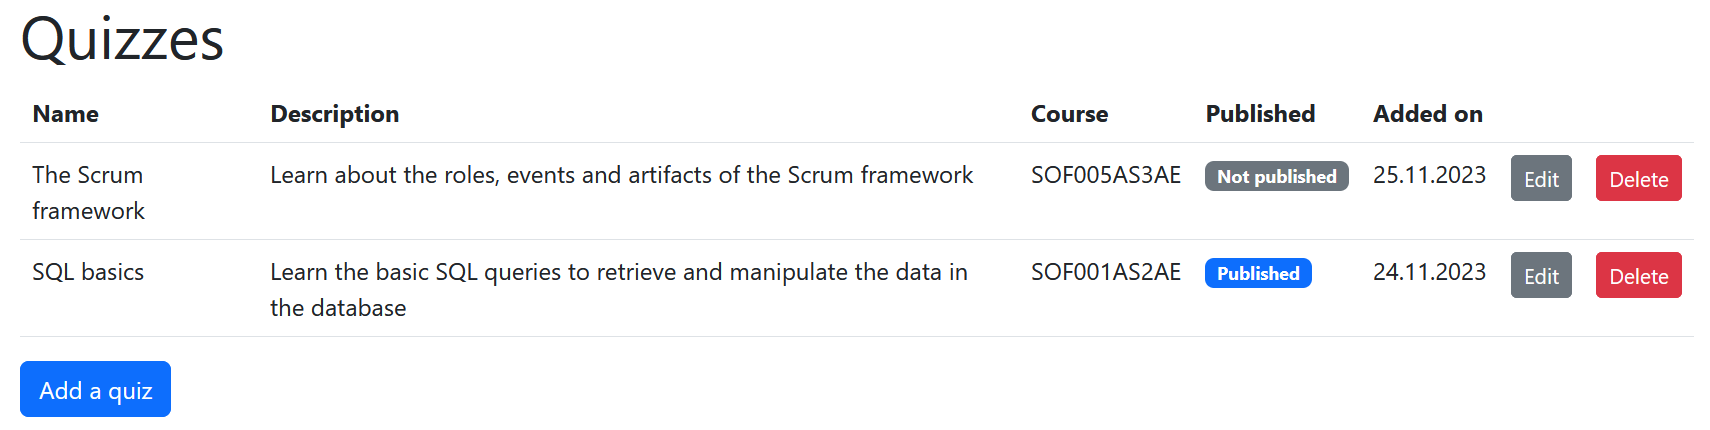 Quizzes
Name Description Course Published Added on
The Scrum framework Learn about the roles, events and artifacts of the Scrum framework SOF005AS3AE Not published 25.11.2023 Edit Delete
SQL basics Learn the basic SQL queries to retrieve and manipulate the data in the database SOF001AS2AE Published 24.11.2023 Edit Delete
Add a quiz